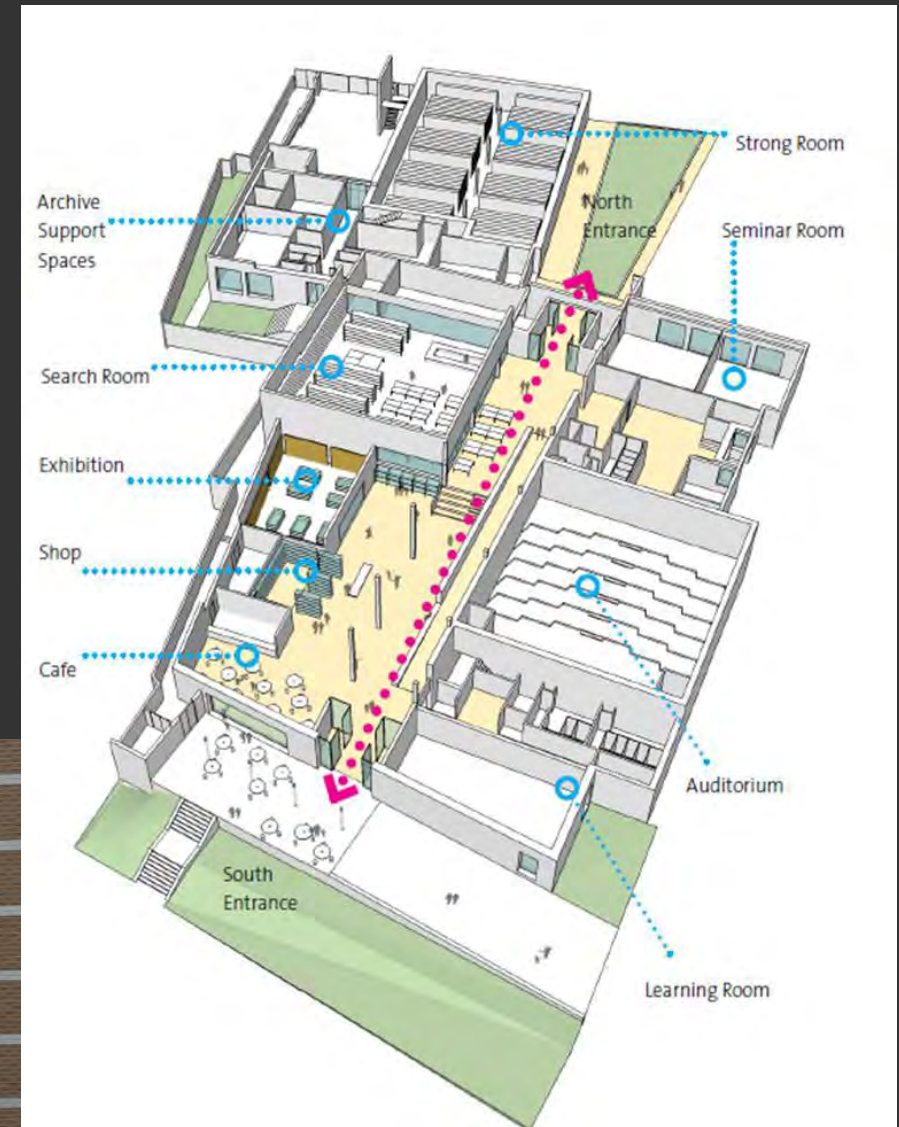 Strong Room
Archive
Support
Spaces
North
Entrance
Seminar Room
Search Room
Exhibition
Shop
Cafe
Auditorium
South
Entrance
Learning Room